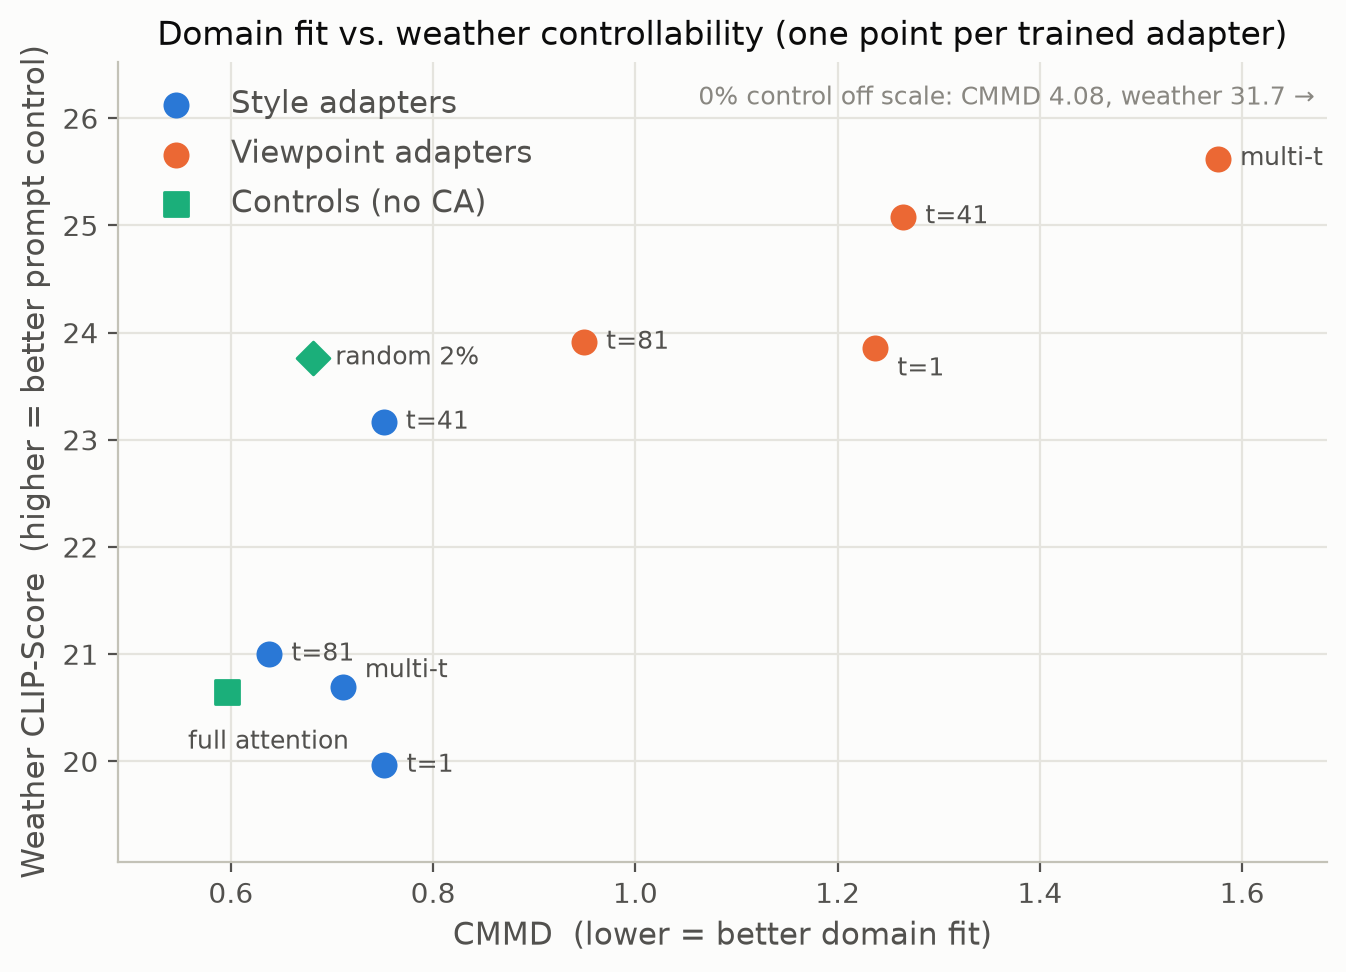 Domain fit vs. weather controllability (one point per trained adapter)
Weather CLIP-Score  (higher = better prompt control)
Style adapters
Viewpoint adapters
Controls (no CA)
0% control off scale: CMMD 4.08, weather 31.7 →
26
25
24
23
22
21
20
multi-t
t=41
t=81
t=1
random 2%
t=41
t=81
multi-t
full attention
t=1
0.6
0.8
1.0
1.2
1.4
1.6
CMMD  (lower = better domain fit)